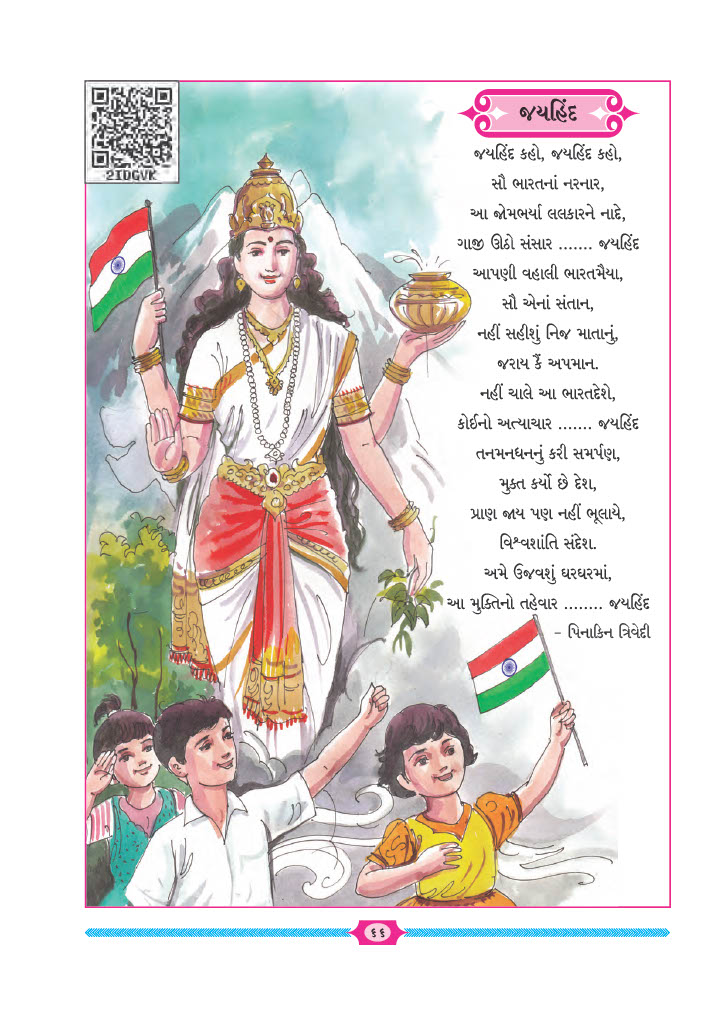 2IDGVK
જયહિંદ
જયહિંદ કહો, જયહિંદ કહો,
સૌ ભારતનાં નરનાર,
આ જોમભર્યા લલકારને નાદે,
ગાજી ઊઠો સંસાર ....... જયહિંદ
આપણી વહાલી ભારતમૈયા,
સૌ એનાં સંતાન,
નહીં સહીશું નિજ માતાનું,
જરાય કૈં અપમાન.
નહીં ચાલે આ ભારતદેશે,
કોઈનો અત્યાચાર ....... જયહિંદ
તનમનધનનું કરી સમર્પણ,
મુક્ત કર્યો છે દેશ,
પ્રાણ જાય પણ નહીં ભૂલાયે,
વિશ્વશાંતિ સંદેશ.
અમે ઉજવશું ઘરઘરમાં,
આ મુક્તિનો તહેવાર ........ જયહિંદ
– પિનાકિન ત્રિવેદી
૬૬